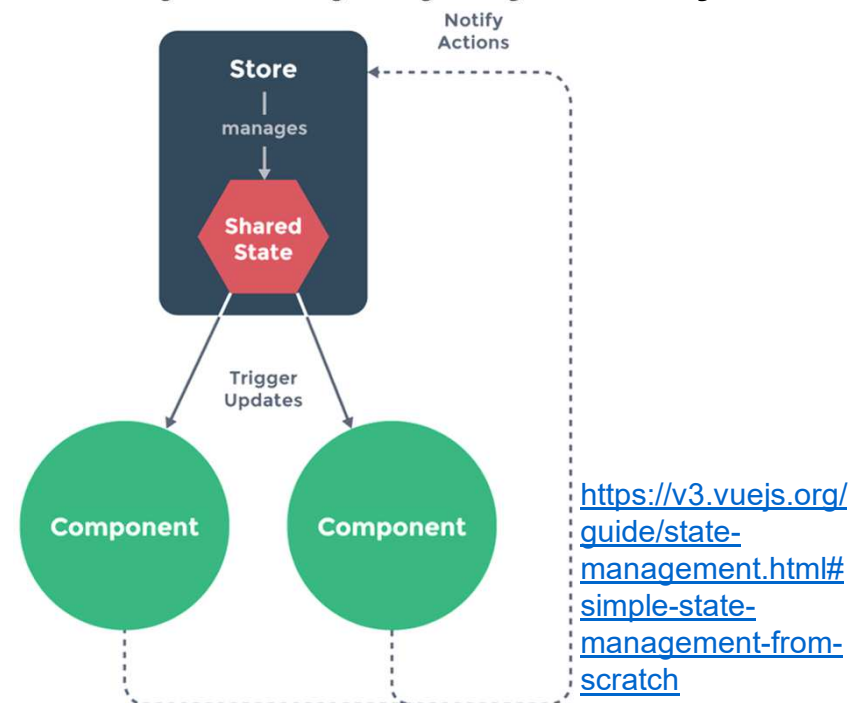 Notify
Actions
Store
manages
Shared
State
Trigger
Updates
Component
Component
https://v3.vuejs.org/
guide/state-
management.html#
simple-state-
management-from-
scratch